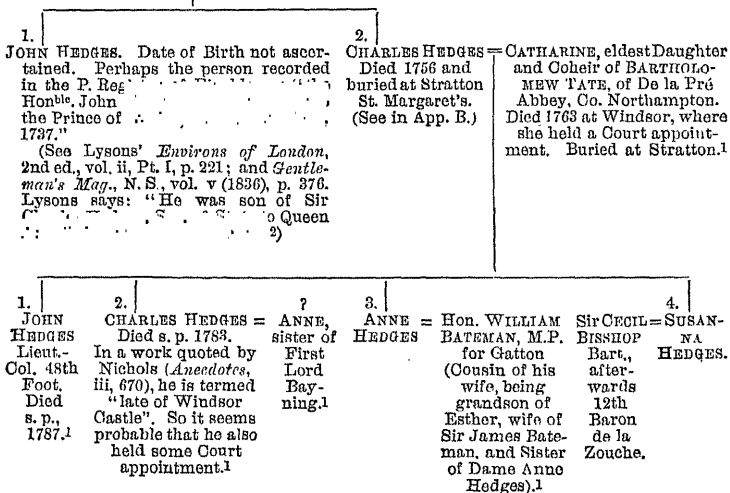 1.
JOHN HEDGES. Date of Birth not ascer-
tained. Perhaps the person recorded
in the P. Reg
Honble. John
the Prince of
1737."
(See Lysons' Environs of London,
2nd ed., vol. ii, Pt. I, p. 221; and Gentle-
man's Mag., N. S., vol. v (1836), p. 376.
Lysons says: "He was son of Sir
Queen
2)
2.
CHARLES HEDGES =
Died 1756 and
buried at Stratton
St. Margaret's.
(See in App. B.)
CATHARINE, eldest Daughter
and Coheir of BARTHOLO-
MEW TATE, of De la Pré
Abbey, Co. Northampton.
Died 1763 at Windsor, where
she held a Court appoint-
ment. Buried at Stratton.1
1.
JOHN
HEDGES
Lieut.-
Col. 48th
Foot.
Died
s. p.,
1787.1
2.
CHARLES HEDGES =
Died s. p. 1783.
In a work quoted by
Nichols (Anecdotes,
iii, 670), he is termed
"late of Windsor
Castle". So it seems
probable that he also
held some Court
appointment.1
?
ANNE,
sister of
First
Lord
Bay-
ning.1
3.
ANNE =
HEDGES
Hon. WILLIAM
BATEMAN, M.P.
for Gatton
(Cousin of his
wife, being
grandson of
Esther, wife of
Sir James Bate-
man, and Sister
of Dame Anne
Hedges).1
Sir CECIL =
BISSHOP
Bart.,
after-
wards
12th
Baron
de la
Zouche.
4.
SUSAN-
NA
HEDGES.